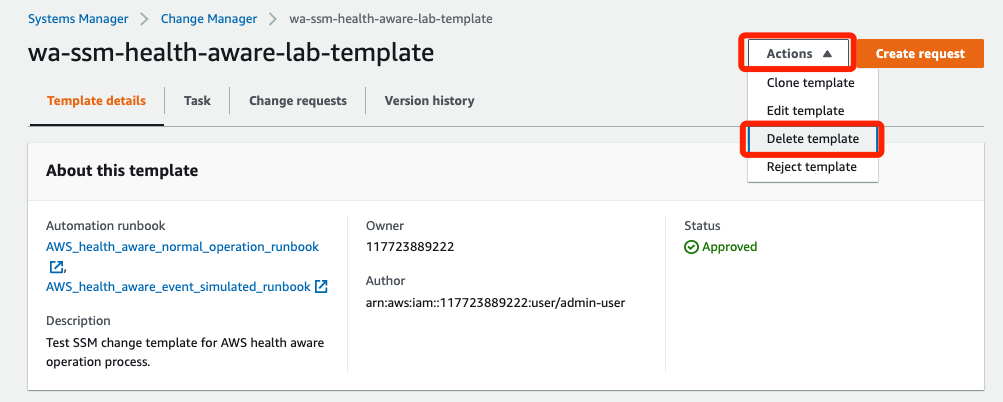 Systems Manager > Change Manager > wa-ssm-health-aware-lab-template
wa-ssm-health-aware-lab-template
Actions
Create request
Clone template
Edit template
Delete template
Reject template
Template details
Task
Change requests
Version history
About this template
Automation runbook
AWS_health_aware_normal_operation_runbook
,
AWS_health_aware_event_simulated_runbook
Description
Test SSM change template for AWS health aware
operation process.
Owner
117723889222
Author
arn:aws:iam::117723889222:user/admin-user
Status
Approved